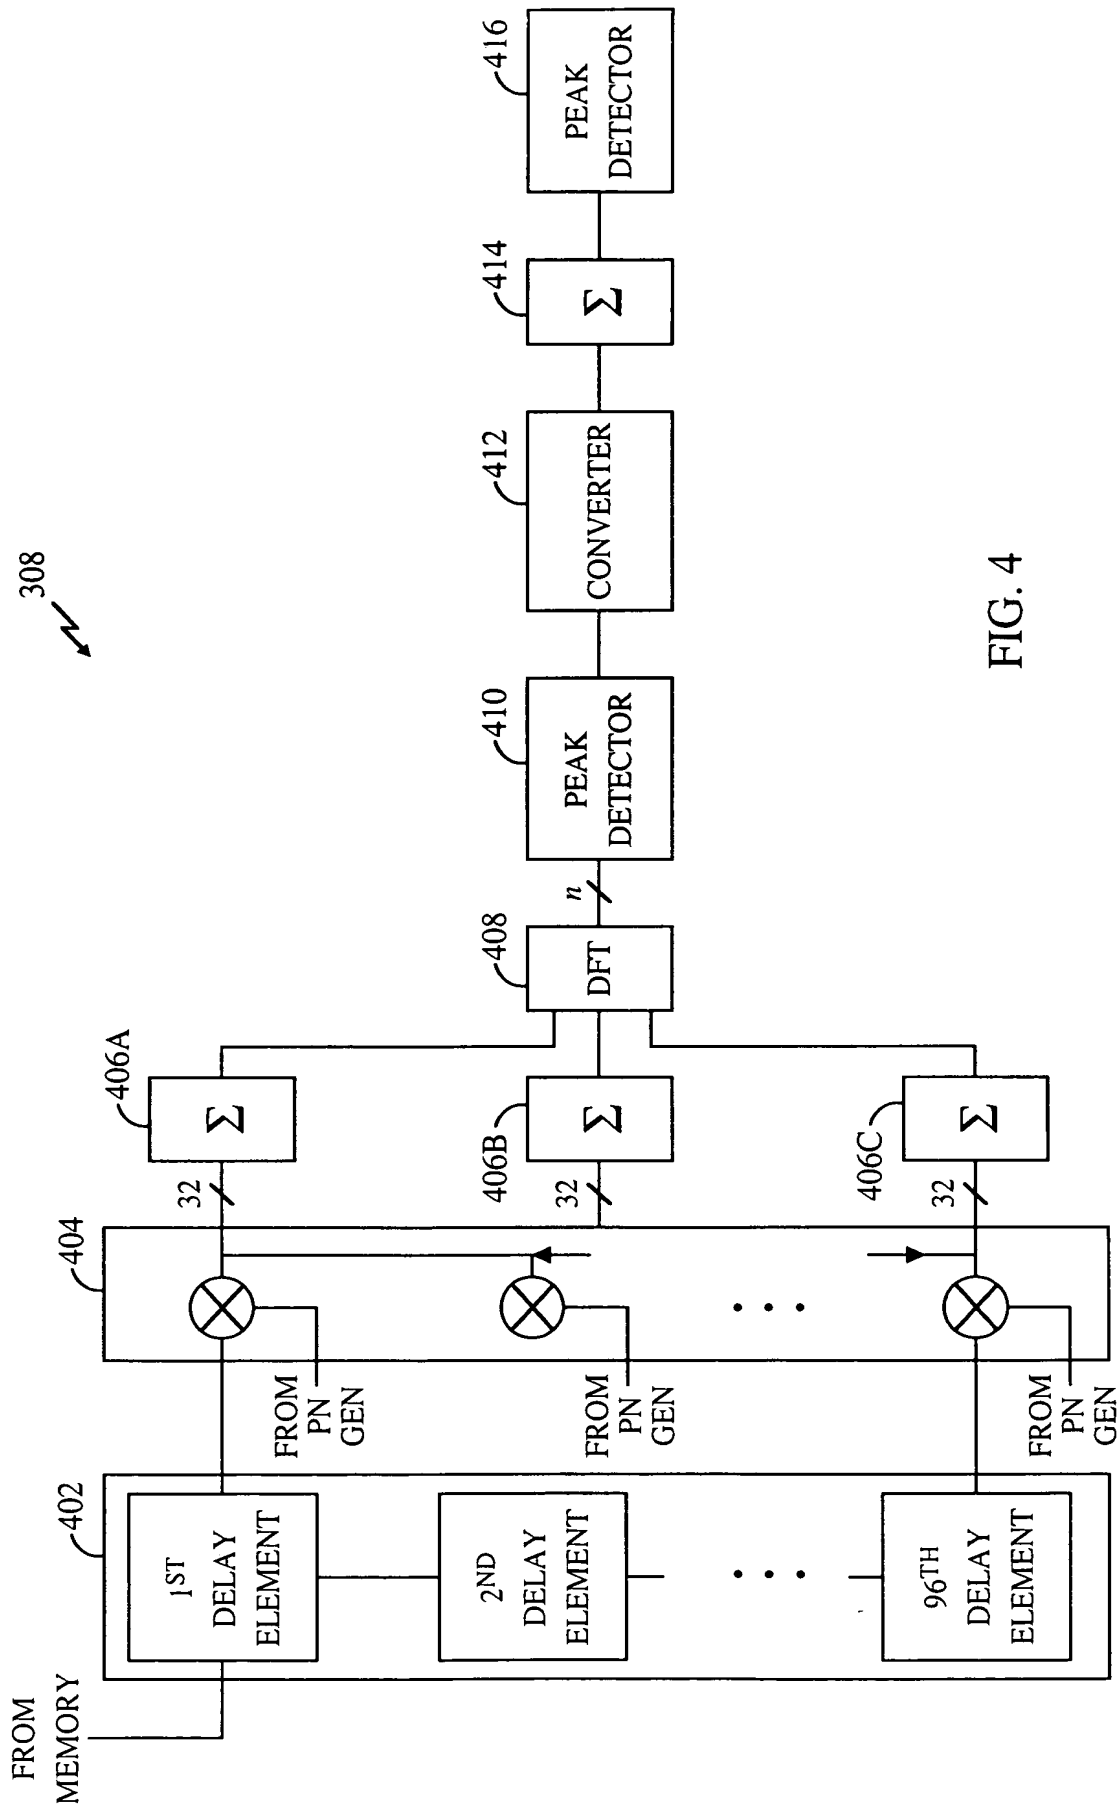 308
FROM
MEMORY
402
1ST
DELAY
ELEMENT
2ND
DELAY
ELEMENT
96TH
DELAY
ELEMENT
FROM
PN
GEN
FROM
PN
GEN
FROM
PN
GEN
404
32
32
32
406A
Σ
406B
Σ
406C
Σ
408
DFT
n
410
PEAK
DETECTOR
412
CONVERTER
414
Σ
416
PEAK
DETECTOR
FIG. 4